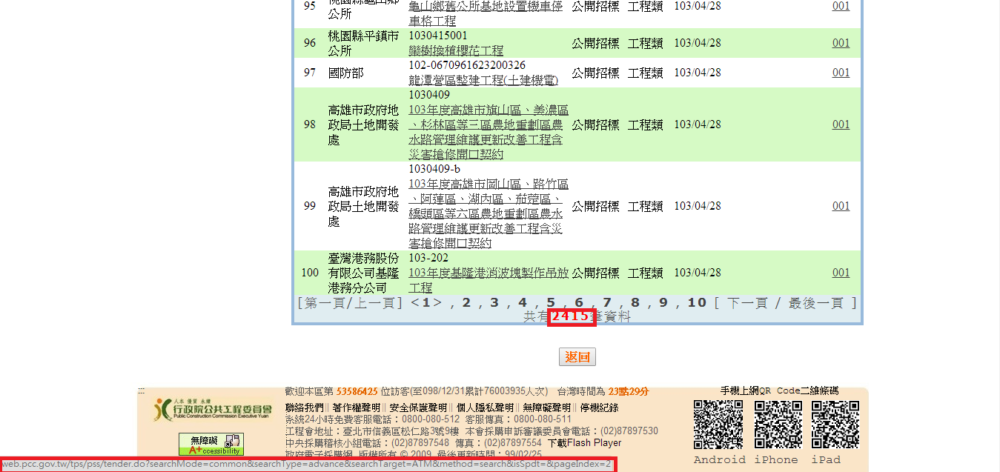 95
公所
龜山鄉舊公所基地設置機車停
車格工程
公開招標 工程類 103/04/28 001
96
桃園縣平鎮市
公所
1030415001
欒樹換植櫻花工程
公開招標 工程類 103/04/28 001
97
國防部
102-0670961623200326
龍潭營區整建工程(土建機電)
公開招標 工程類 103/04/28 001
98
高雄市政府地
政局土地開發
處
1030409
103年度高雄市旗山區、美濃區
、杉林區等三區農地重劃區農
水路管理維護更新改善工程含
災害搶修開口契約
公開招標 工程類 103/04/28 001
99
高雄市政府地
政局土地開發
處
1030409-b
103年度高雄市岡山區、路竹區
、阿蓮區、湖內區、茄萣區、
橋頭區等六區農地重劃區農水
路管理維護更新改善工程含災
害搶修開口契約
公開招標 工程類 103/04/28 001
100
臺灣港務股份
有限公司基隆
港務分公司
103-202
103年度基隆港消波塊製作吊放
工程
公開招標 工程類 103/04/28 001
[第一頁/上一頁] <1> , 2 , 3 , 4 , 5 , 6 , 7 , 8 , 9 , 10 [ 下一頁 / 最後一頁 ]
共有2415筆資料
返回
:::
人本 優質 永續
行政院公共工程委員會
Public Construction Commission Executive Yuan
無障礙
A+ccessibility
歡迎本區第 53586425 位訪客(至098/12/31累計76003935人次) 台灣時間為 23點29分
聯絡我們|| 著作權聲明|| 安全保護聲明|| 個人隱私聲明|| 無障礙聲明|| 停機紀錄
系統24小時免費客服電話：0800-080-512 客服傳真：0800-080-511
工程會地址：臺北市信義區松仁路3號9樓 本會採購申訴審議委員會電話：(02)87897530
中央採購稽核小組電話：(02)87897548 傳真：(02)87897554 下載Flash Player
政府電子採購網 版權所有 © 2009 最後更新時間：99/02/25
手機上網QR Code二維條碼
Android iPhone iPad
web.pcc.gov.tw/tps/pss/tender.do?searchMode=common&searchType=advance&searchTarget=ATM&method=search&isSpdt=&pageIndex=2